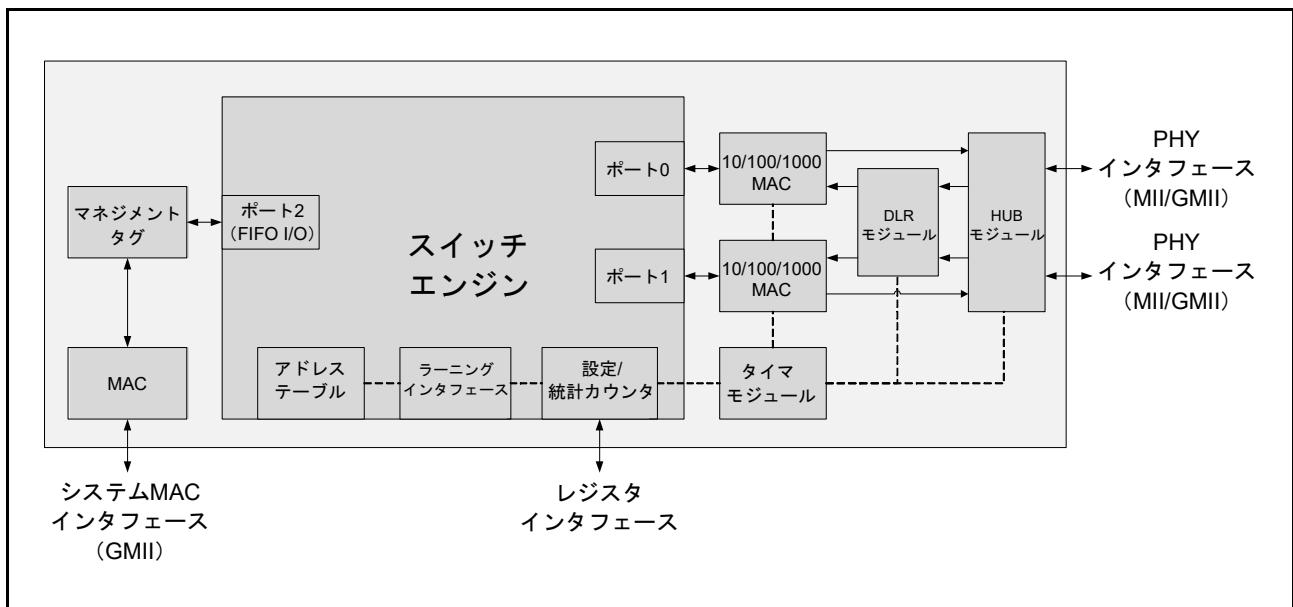 ポート0
10/100/1000
MAC
PHY
インタフェース
(MII/GMII)
マネジメント
タグ
ポート2
(FIFO I/O)
スイッチ
エンジン
DLR
モジュール
HUB
モジュール
ポート1
10/100/1000
MAC
PHY
インタフェース
(MII/GMII)
MAC
アドレス
テーブル
ラーニング
インタフェース
設定/
統計カウンタ
タイマ
モジュール
システムMAC
インタフェース
(GMII)
レジスタ
インタフェース